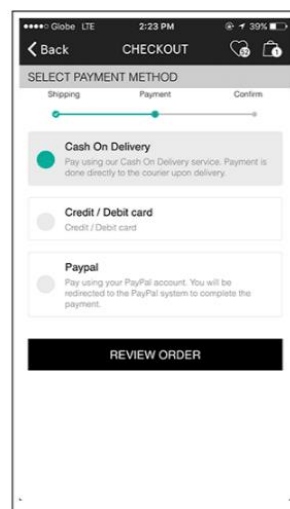 Globe LTE 2:23 PM 39%
Back CHECKOUT 32 1
SELECT PAYMENT METHOD
Shipping Payment Confirm
Cash On Delivery
Pay using our Cash On Delivery service. Payment is
done directly to the courier upon delivery.
Credit / Debit card
Credit / Debit card
Paypal
Pay using your PayPal account. You will be
redirected to the PayPal system to complete the
payment.
REVIEW ORDER